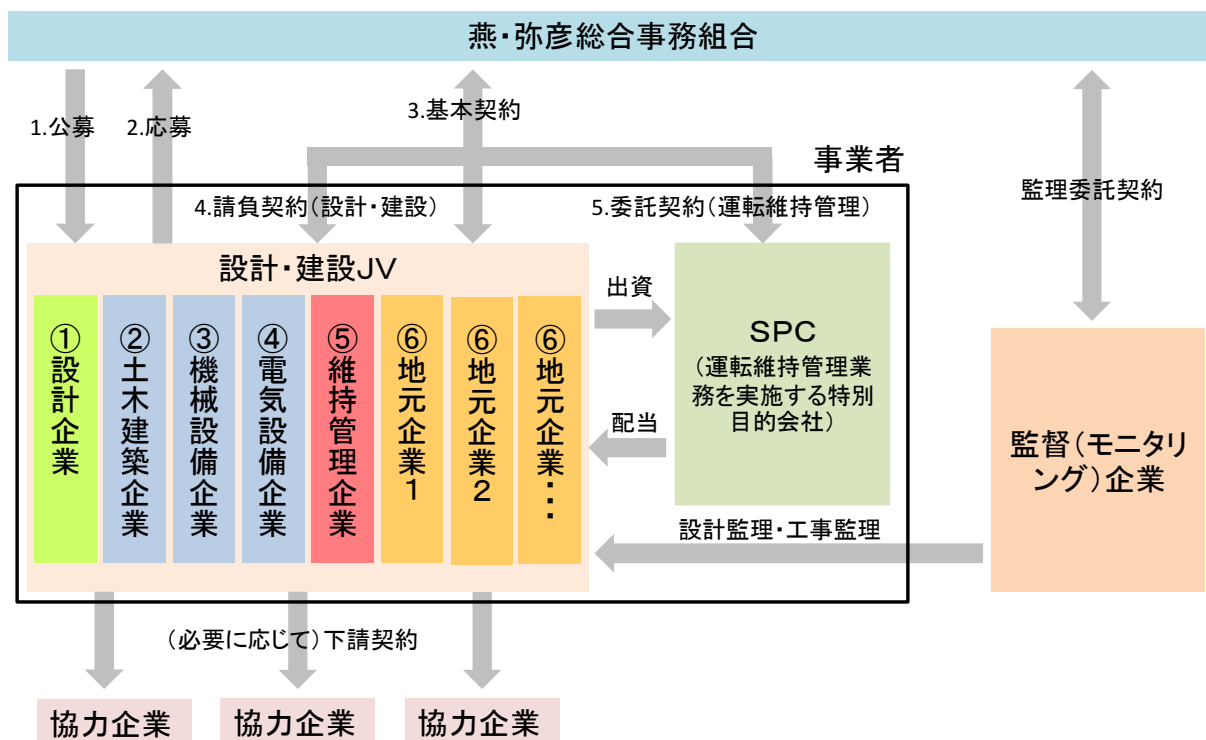 燕・弥彦総合事務組合
1.公募
2.応募
3.基本契約
事業者
監理委託契約
4.請負契約(設計・建設)
5.委託契約(運転維持管理)
設計・建設JV
①設計企業
②土木建築企業
③機械設備企業
④電気設備企業
⑤維持管理企業
⑥地元企業1
⑥地元企業2
⑥地元企業・・・
出資
配当
SPC
(運転維持管理業
務を実施する特別
目的会社)
設計監理・工事監理
監督(モニタリ
ング)企業
(必要に応じて)下請契約
協力企業
協力企業
協力企業